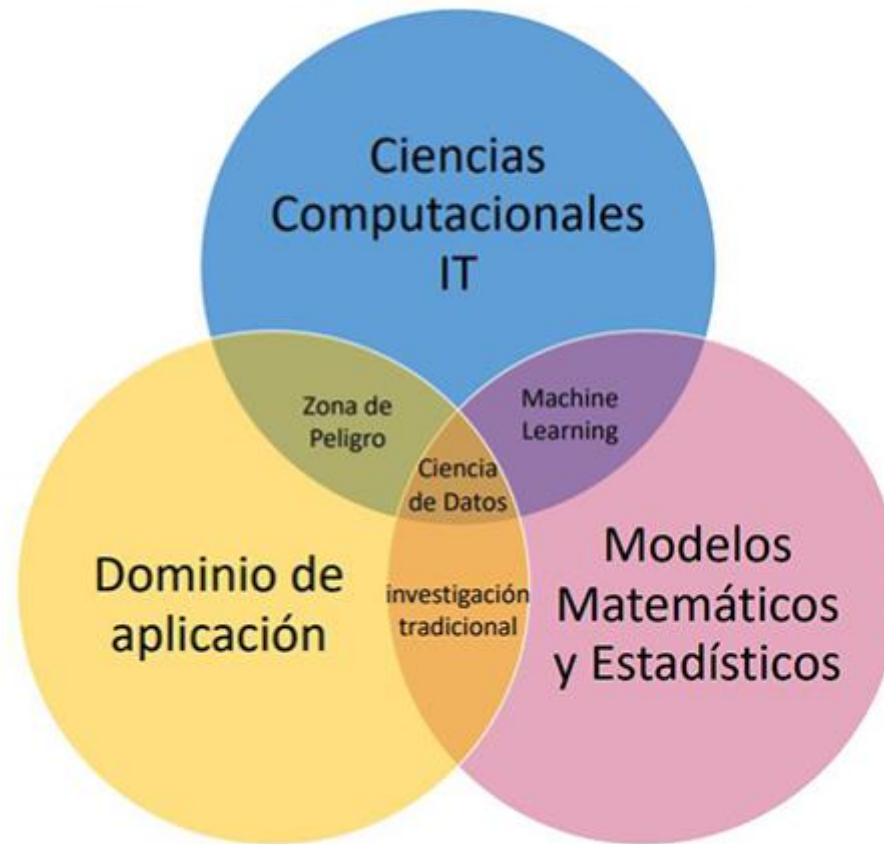 Ciencias
Computacionales
IT
Zona de
Peligro
Machine
Learning
Ciencia
de Datos
Dominio de
aplicación
investigación
tradicional
Modelos
Matemáticos
y Estadísticos